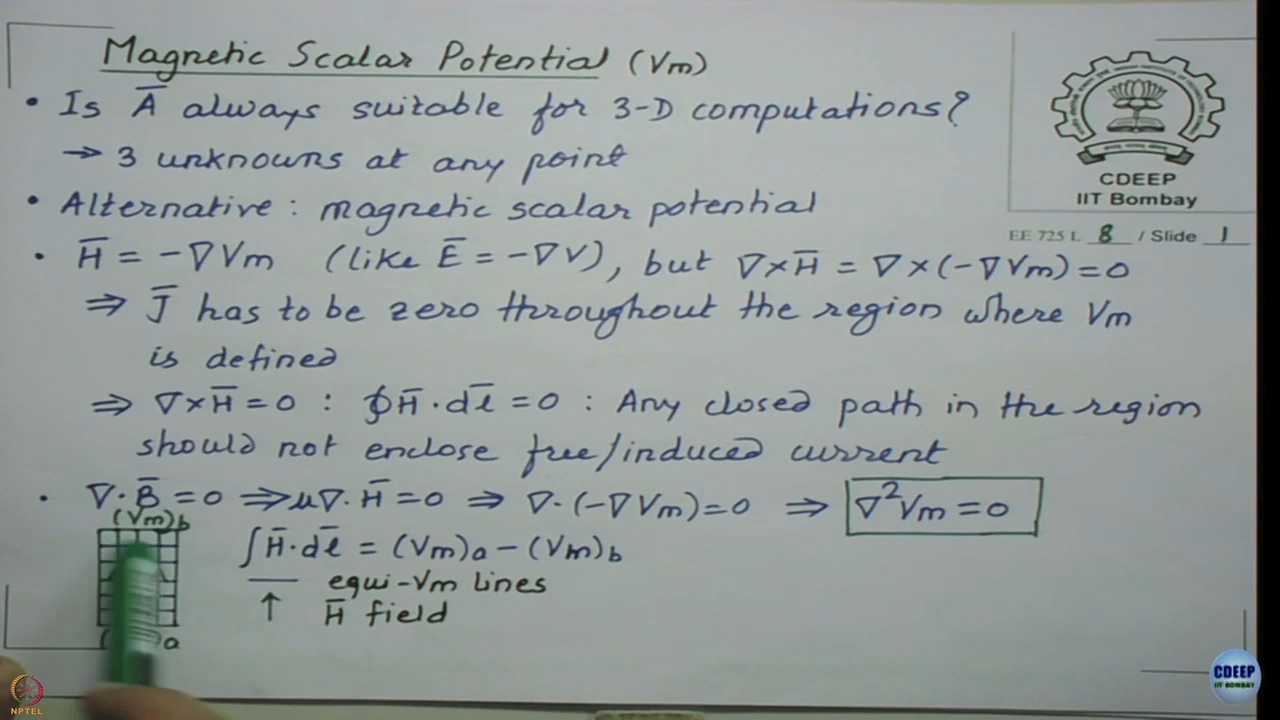 Magnetic Scalar Potential (Vm)
• Is A̅ always suitable for 3-D computations?
→ 3 unknowns at any point
• Alternative: magnetic scalar potential
• H̅ = -∇Vm (like E̅ = -∇V), but ∇×H̅ = ∇×(-∇Vm) = 0
⇒ J̅ has to be zero throughout the region where Vm
is defined
⇒ ∇×H̅ = 0 : ∮H̅·dl̅ = 0 : Any closed path in the region
should not enclose free/induced current
• ∇·B̅ = 0 ⇒ μ∇·H̅ = 0 ⇒ ∇·(-∇Vm) = 0 ⇒ ∇²Vm = 0
(Vm)b
∫H̅·dl̅ = (Vm)a - (Vm)b
— equi-Vm lines
↑ H̅ field
a
CDEEP
IIT Bombay
EE 725 L 8 / Slide 1
NPTEL
CDEEP
IIT BOMBAY